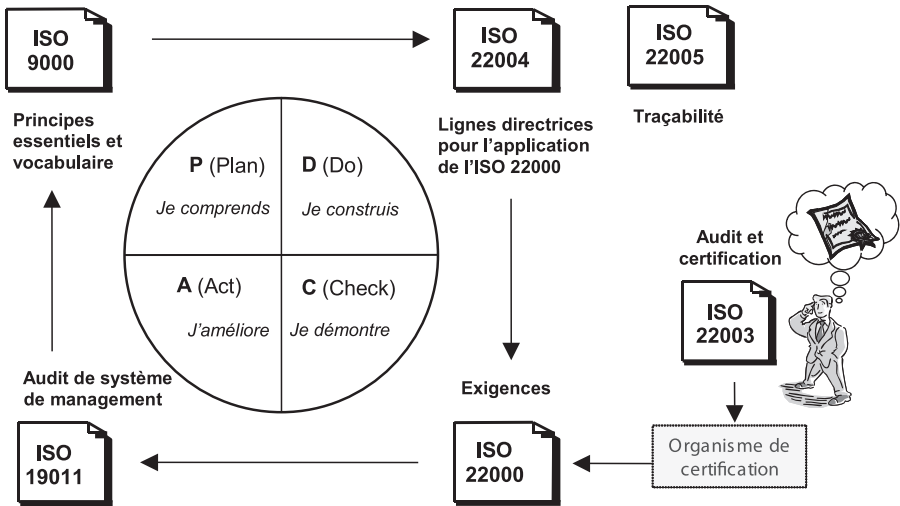 ISO
9000
Principes
essentiels et
vocabulaire
ISO
22004
Lignes directrices
pour l'application
de l'ISO 22000
ISO
22005
Traçabilité
P (Plan)
Je comprends
D (Do)
Je construis
A (Act)
J'améliore
C (Check)
Je démontre
Audit et
certification
ISO
22003
Audit de système
de management
ISO
19011
Exigences
ISO
22000
Organisme de
certification